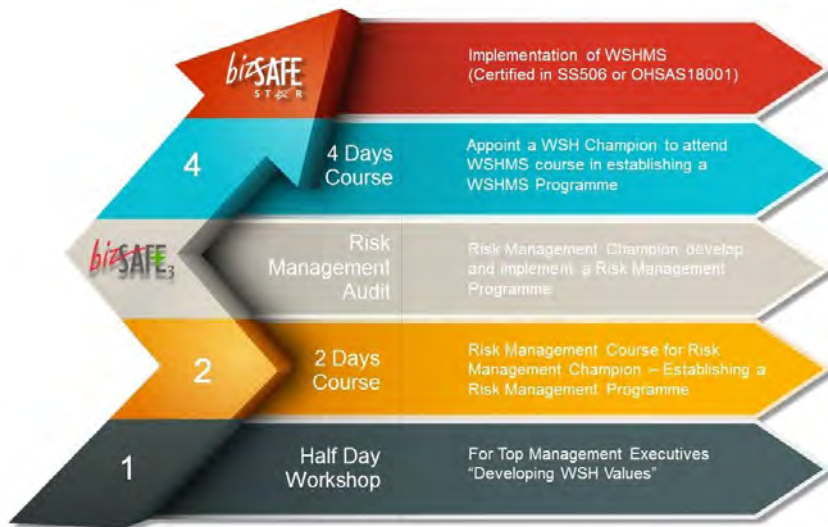 bizSAFE
STAR
Implementation of WSHMS
(Certified in SS506 or OHSAS18001)
4
4 Days
Course
Appoint a WSH Champion to attend
WSHMS course in establishing a
WSHMS Programme
bizSAFE3
Risk
Management
Audit
Risk Management Champion develop
and implement a Risk Management
Programme
2
2 Days
Course
Risk Management Course for Risk
Management Champion – Establishing a
Risk Management Programme
1
Half Day
Workshop
For Top Management Executives
“Developing WSH Values”